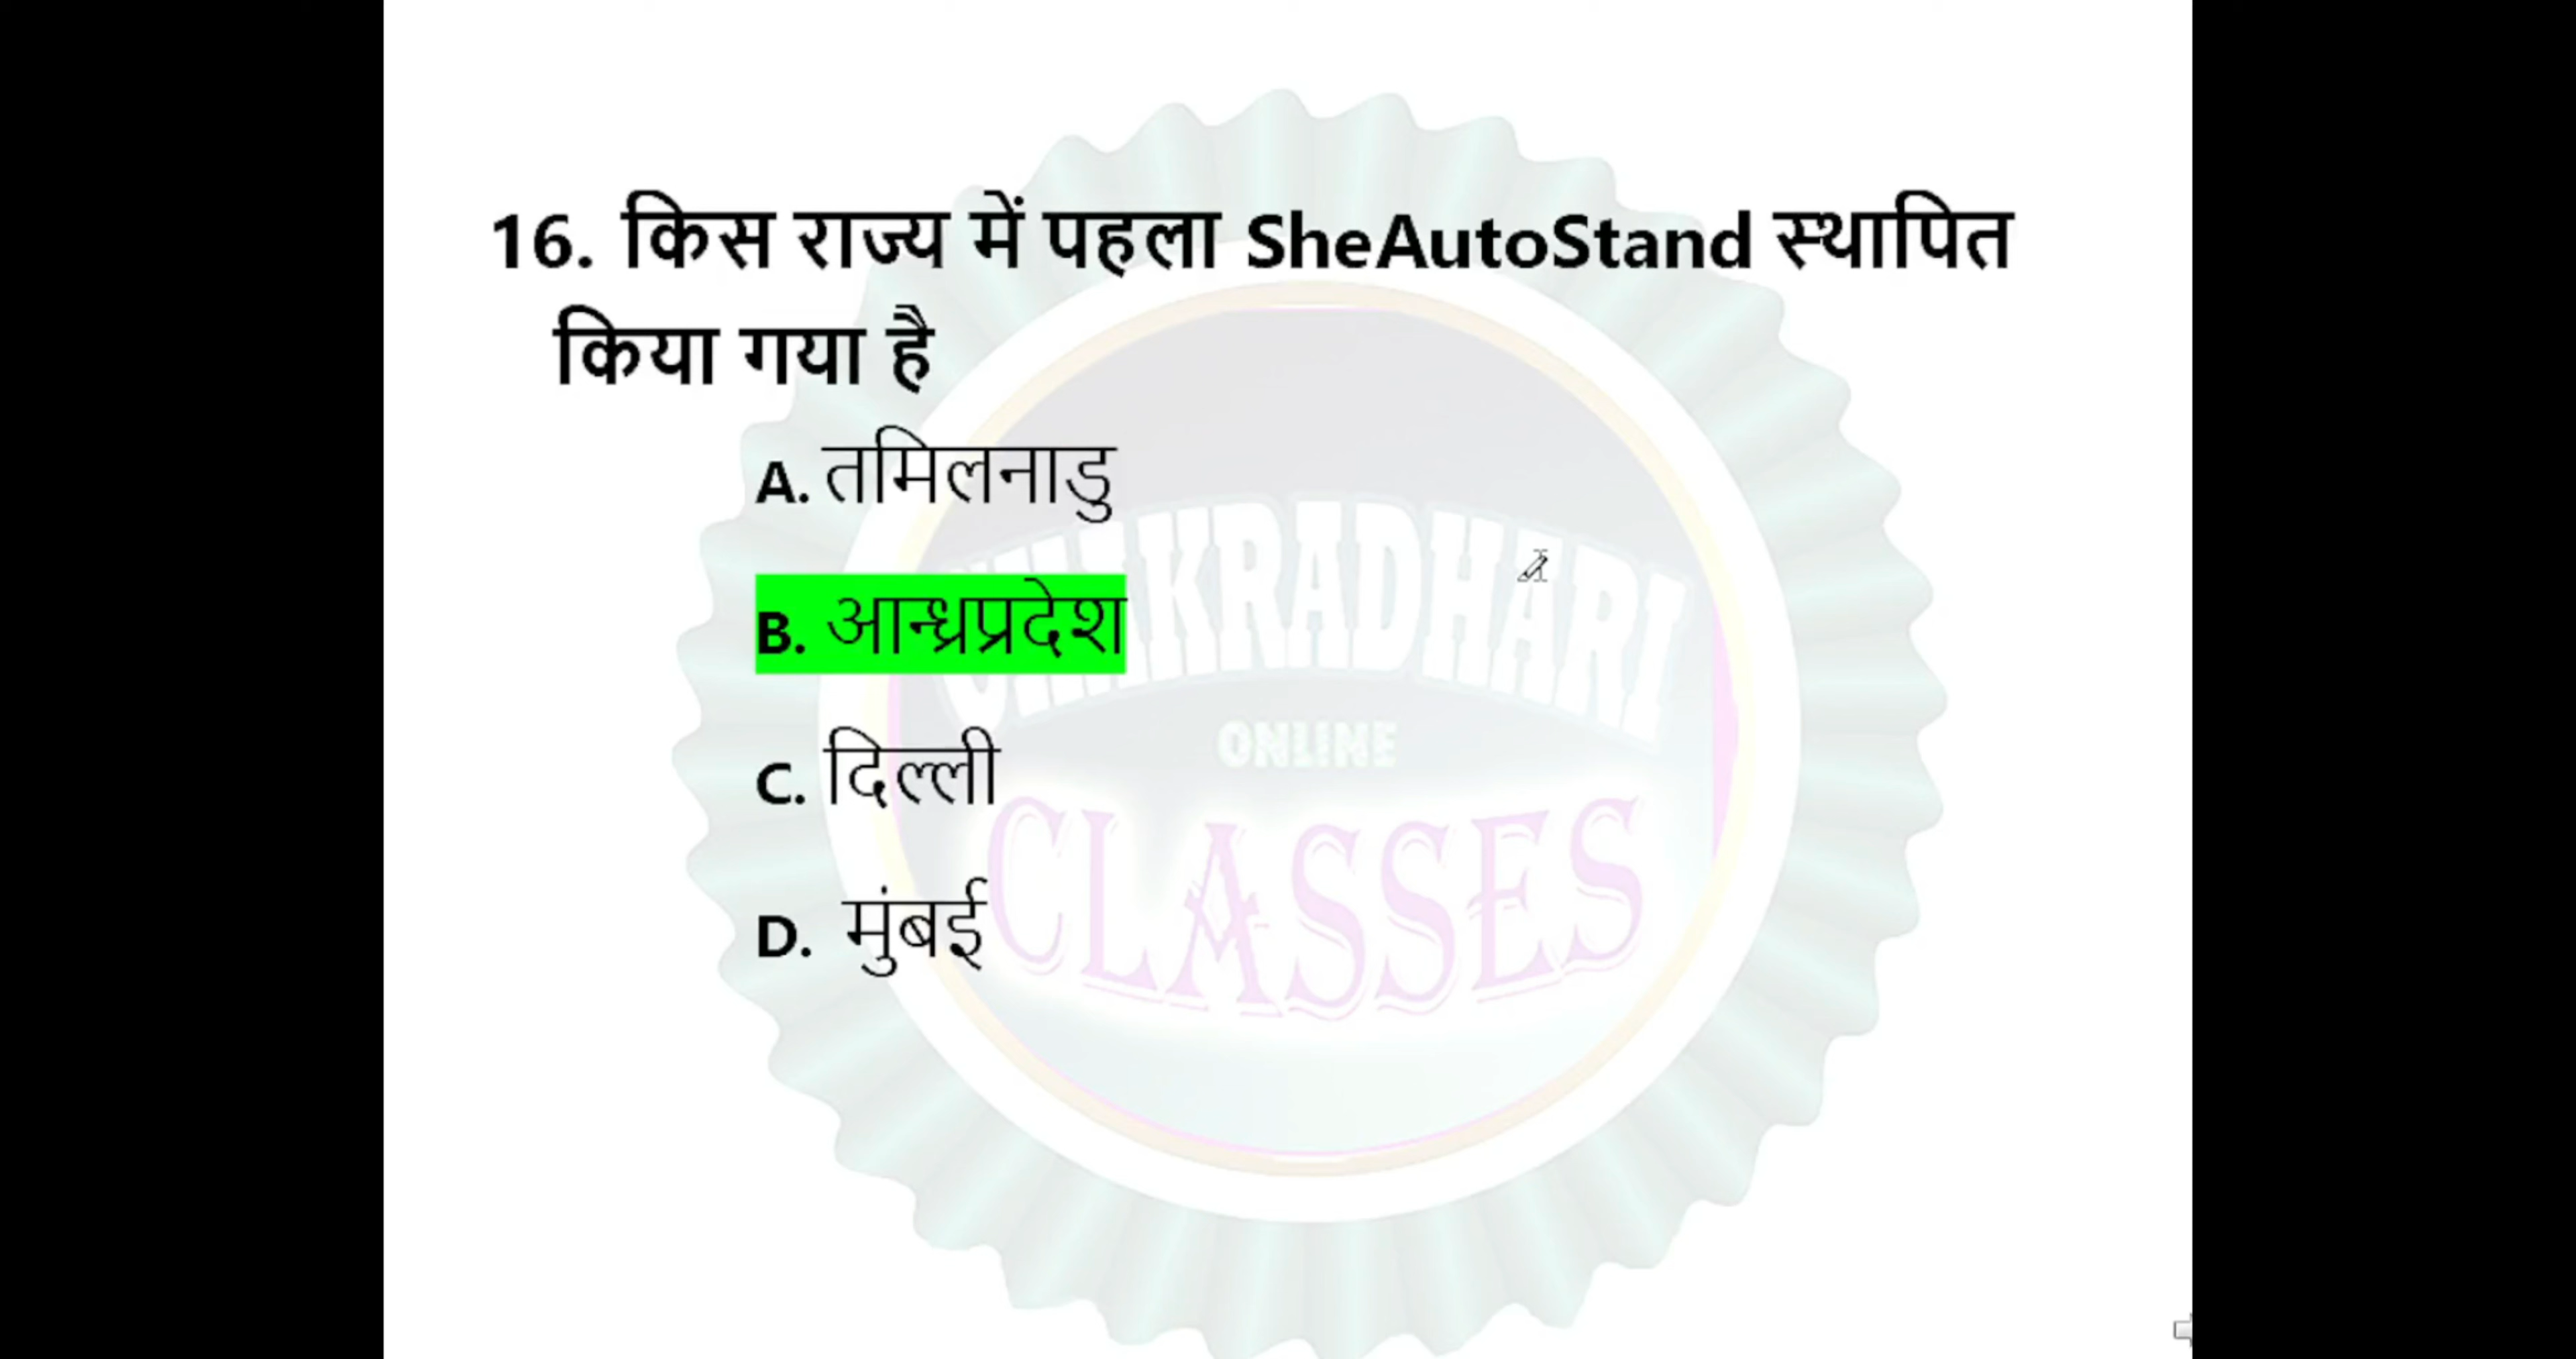 16. किस राज्य में पहला SheAutoStand स्थापित
किया गया है
A. तमिलनाडु
B. आन्ध्रप्रदेश
C. दिल्ली
D. मुंबई
ONLINE
CLASSES